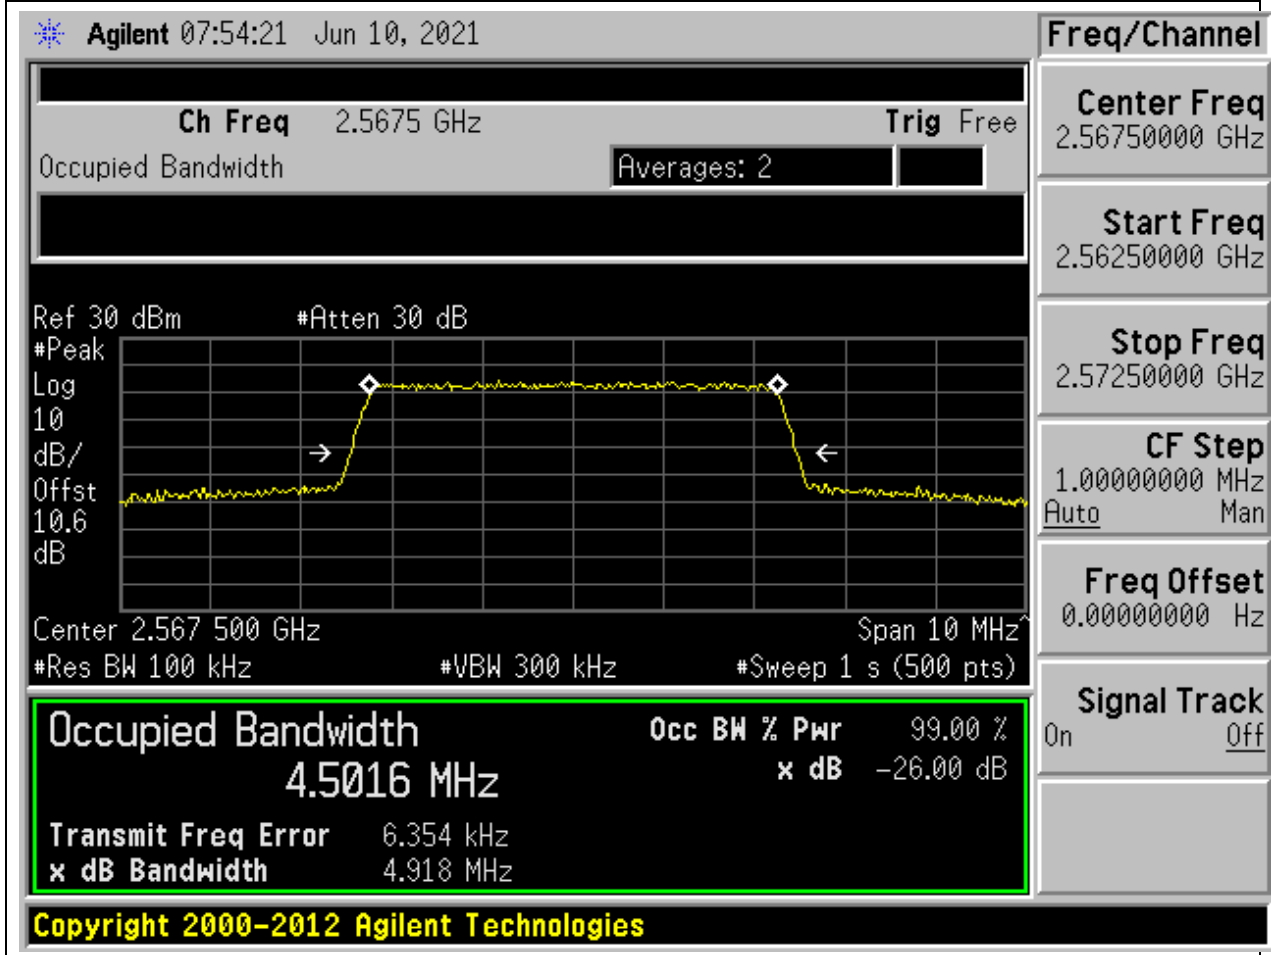 Agilent 07:54:21 Jun 10, 2021
Freq/Channel
Ch Freq 2.5675 GHz Trig Free
Occupied Bandwidth Averages: 2
Center Freq
2.56750000 GHz
Start Freq
2.56250000 GHz
Stop Freq
2.57250000 GHz
CF Step
1.00000000 MHz
Auto Man
Freq Offset
0.00000000 Hz
Signal Track
On Off
Ref 30 dBm #Atten 30 dB
#Peak
Log
10
dB/
Offst
10.6
dB
Center 2.567 500 GHz Span 10 MHz^
#Res BW 100 kHz #VBW 300 kHz #Sweep 1 s (500 pts)
Occupied Bandwidth Occ BW % Pwr 99.00 %
4.5016 MHz x dB -26.00 dB
Transmit Freq Error 6.354 kHz
x dB Bandwidth 4.918 MHz
Copyright 2000-2012 Agilent Technologies